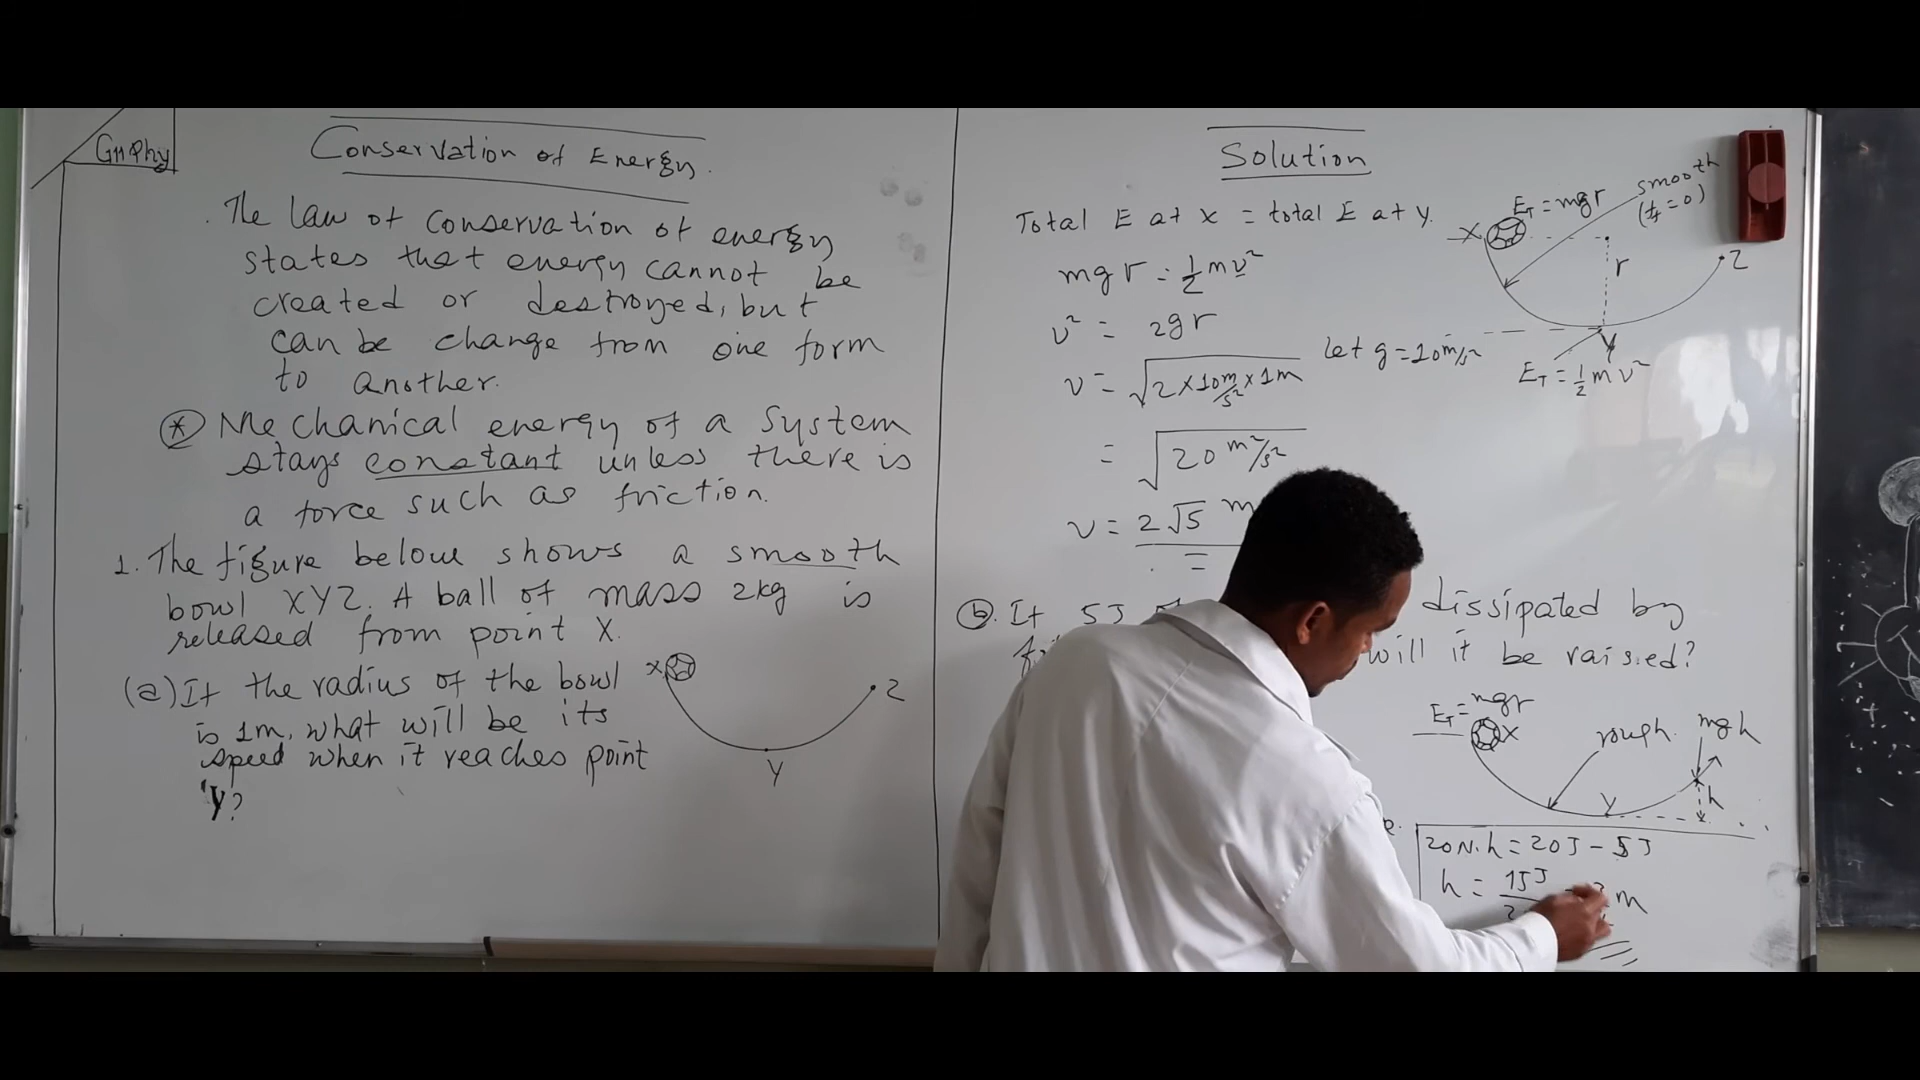 G11 Phy
Conservation of Energy.
The law of conservation of energy
states that energy cannot be
created or destroyed, but
can be change from one form
to another.
* Mechanical energy of a system
stays constant unless there is
a force such as friction.
1. The figure below shows a smooth
bowl XYZ. A ball of mass 2kg is
released from point X.
(a) If the radius of the bowl
is 1m, what will be its
speed when it reaches point
Y?
X
Y
Z
Solution
Total E at X = total E at Y.
mgr = 1/2 mv²
v² = 2gr
let g = 10m/s²
v = √2 × 10m/s² × 1m
= √20 m²/s²
v = 2√5 m
X
E_T = mgr
smooth
(f_f = 0)
r
Z
Y
E_T = 1/2 mv²
(b). If 5J dissipated by
will it be raised?
E_T = mgr
X
rough.
mgh
Y
h
20N.h = 20J - 5J
h = 15J
m